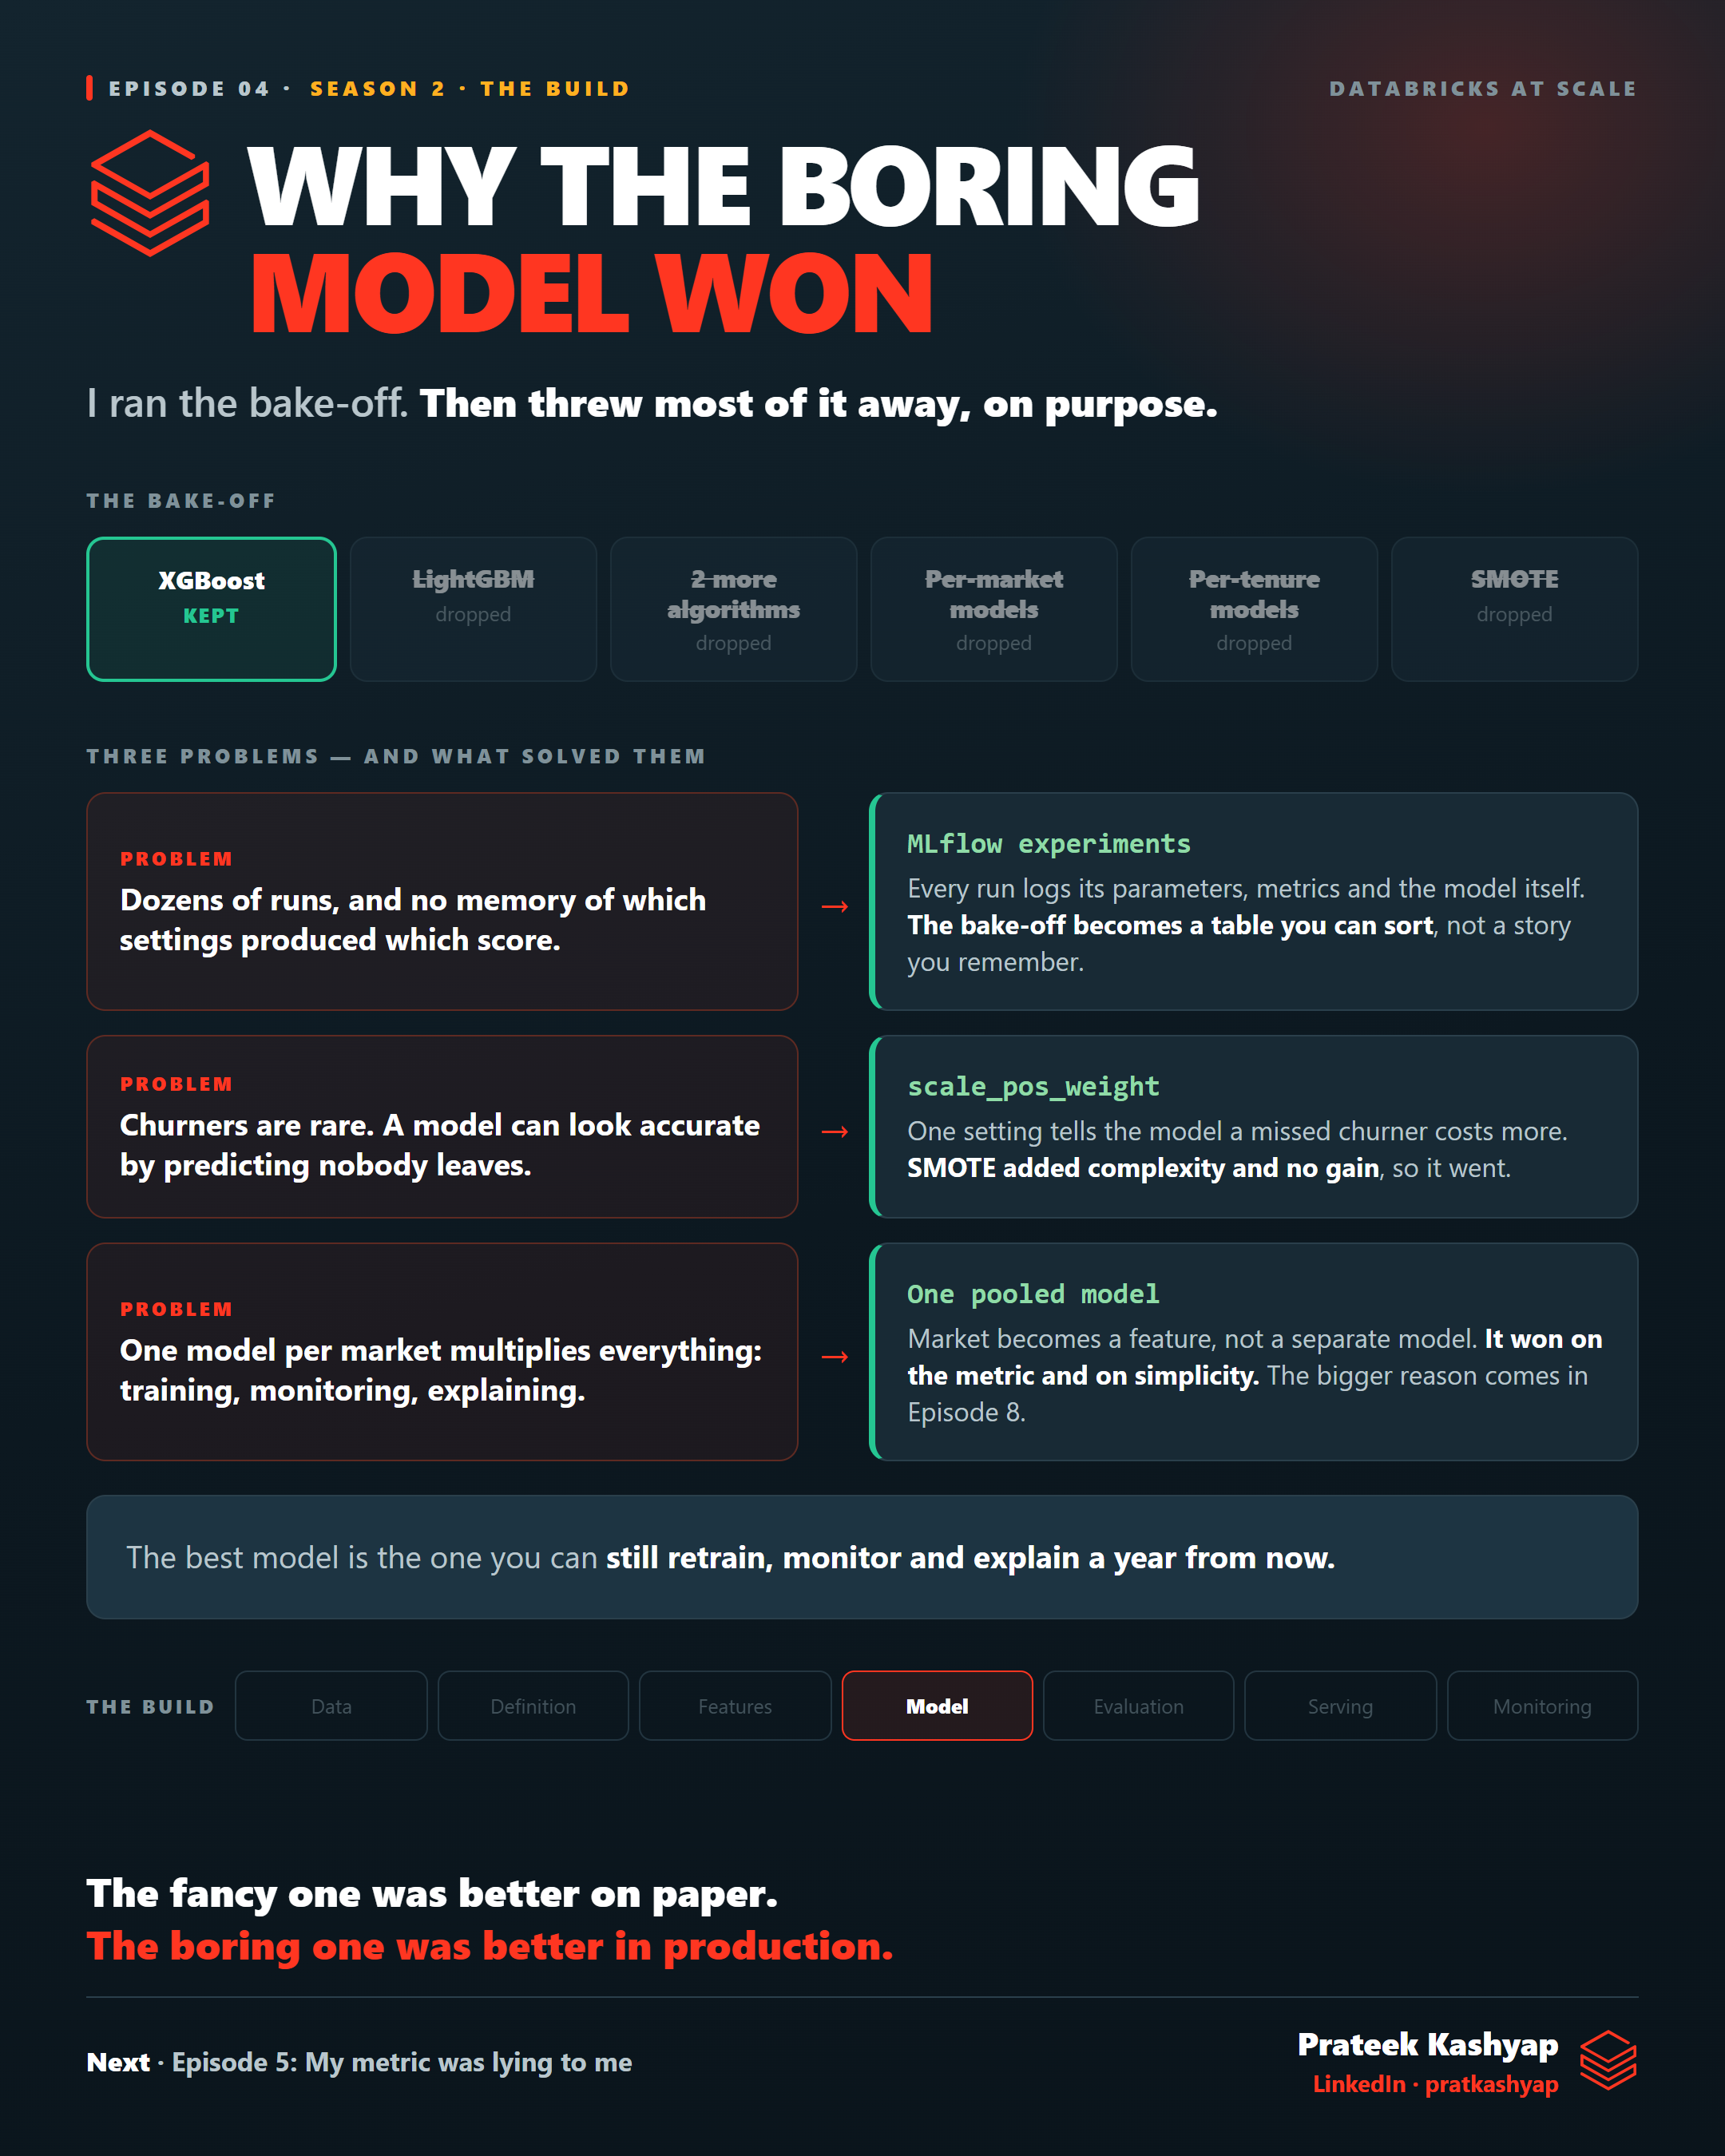 EPISODE 04 · SEASON 2 · THE BUILD
DATABRICKS AT SCALE
WHY THE BORING
MODEL WON
I ran the bake-off. Then threw most of it away, on purpose.
THE BAKE-OFF
XGBoost
KEPT
LightGBM
dropped
2 more
algorithms
dropped
Per-market
models
dropped
Per-tenure
models
dropped
SMOTE
dropped
THREE PROBLEMS — AND WHAT SOLVED THEM
PROBLEM
Dozens of runs, and no memory of which
settings produced which score.
→
MLflow experiments
Every run logs its parameters, metrics and the model itself.
The bake-off becomes a table you can sort, not a story
you remember.
PROBLEM
Churners are rare. A model can look accurate
by predicting nobody leaves.
→
scale_pos_weight
One setting tells the model a missed churner costs more.
SMOTE added complexity and no gain, so it went.
PROBLEM
One model per market multiplies everything:
training, monitoring, explaining.
→
One pooled model
Market becomes a feature, not a separate model. It won on
the metric and on simplicity. The bigger reason comes in
Episode 8.
The best model is the one you can still retrain, monitor and explain a year from now.
THE BUILD
Data
Definition
Features
Model
Evaluation
Serving
Monitoring
The fancy one was better on paper.
The boring one was better in production.
Next · Episode 5: My metric was lying to me
Prateek Kashyap
LinkedIn · pratkashyap